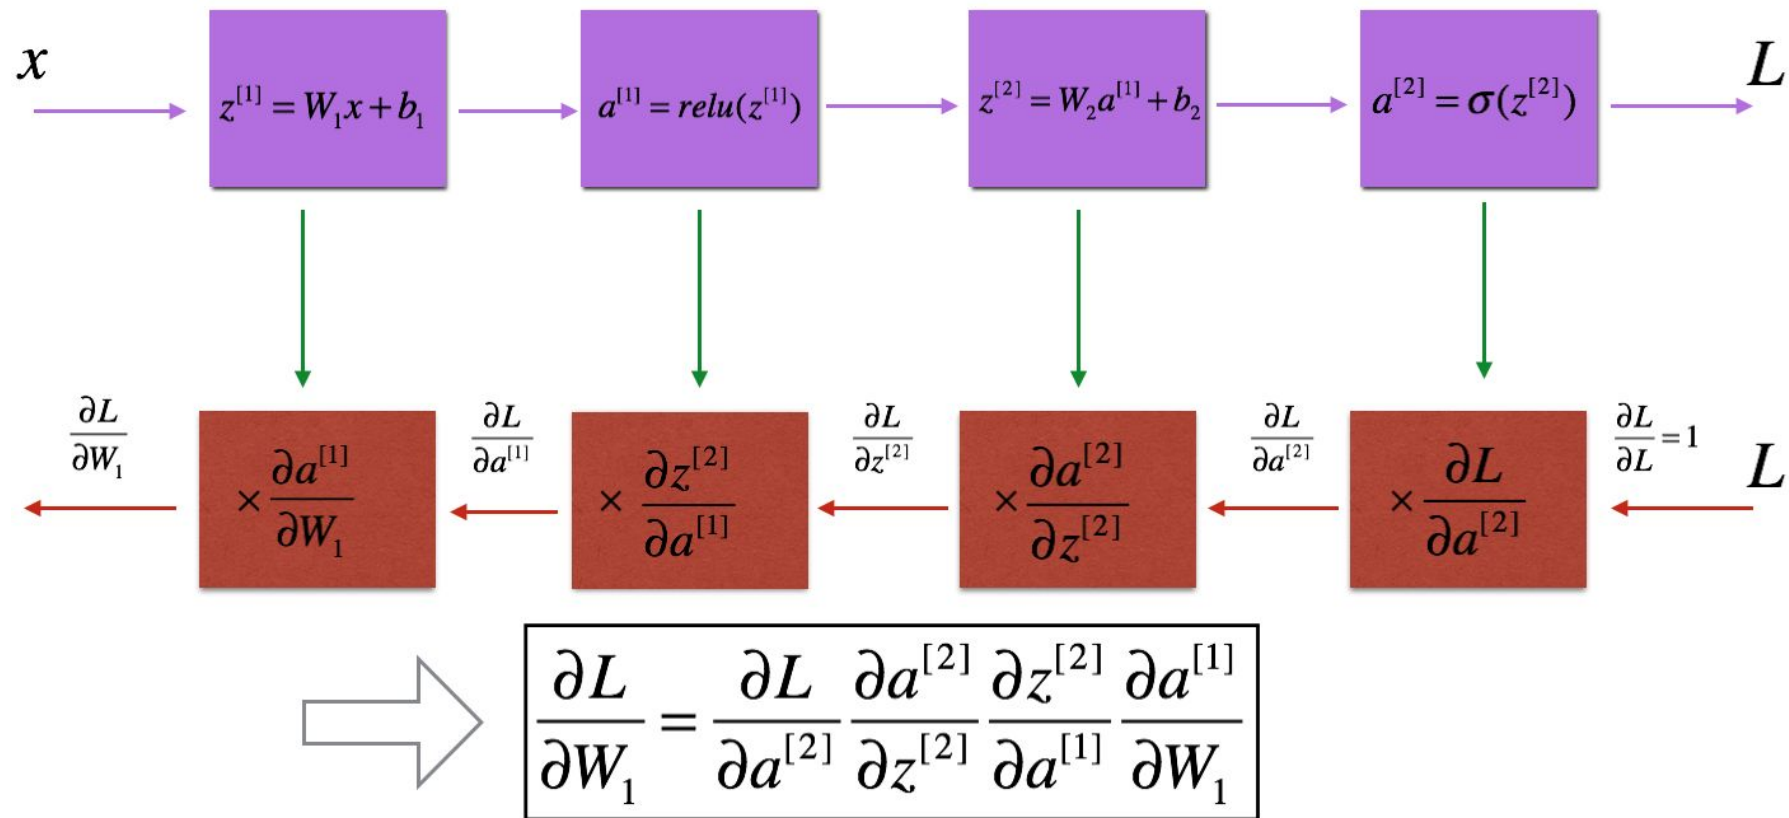 x
z^{[1]} = W_1x + b_1
a^{[1]} = relu(z^{[1]})
z^{[2]} = W_2a^{[1]} + b_2
a^{[2]} = σ(z^{[2]})
L
∂L/∂W_1
× ∂a^{[1]}/∂W_1
∂L/∂a^{[1]}
× ∂z^{[2]}/∂a^{[1]}
∂L/∂z^{[2]}
× ∂a^{[2]}/∂z^{[2]}
∂L/∂a^{[2]}
× ∂L/∂a^{[2]}
∂L/∂L = 1
L
∂L/∂W_1 = ∂L/∂a^{[2]} ∂a^{[2]}/∂z^{[2]} ∂z^{[2]}/∂a^{[1]} ∂a^{[1]}/∂W_1